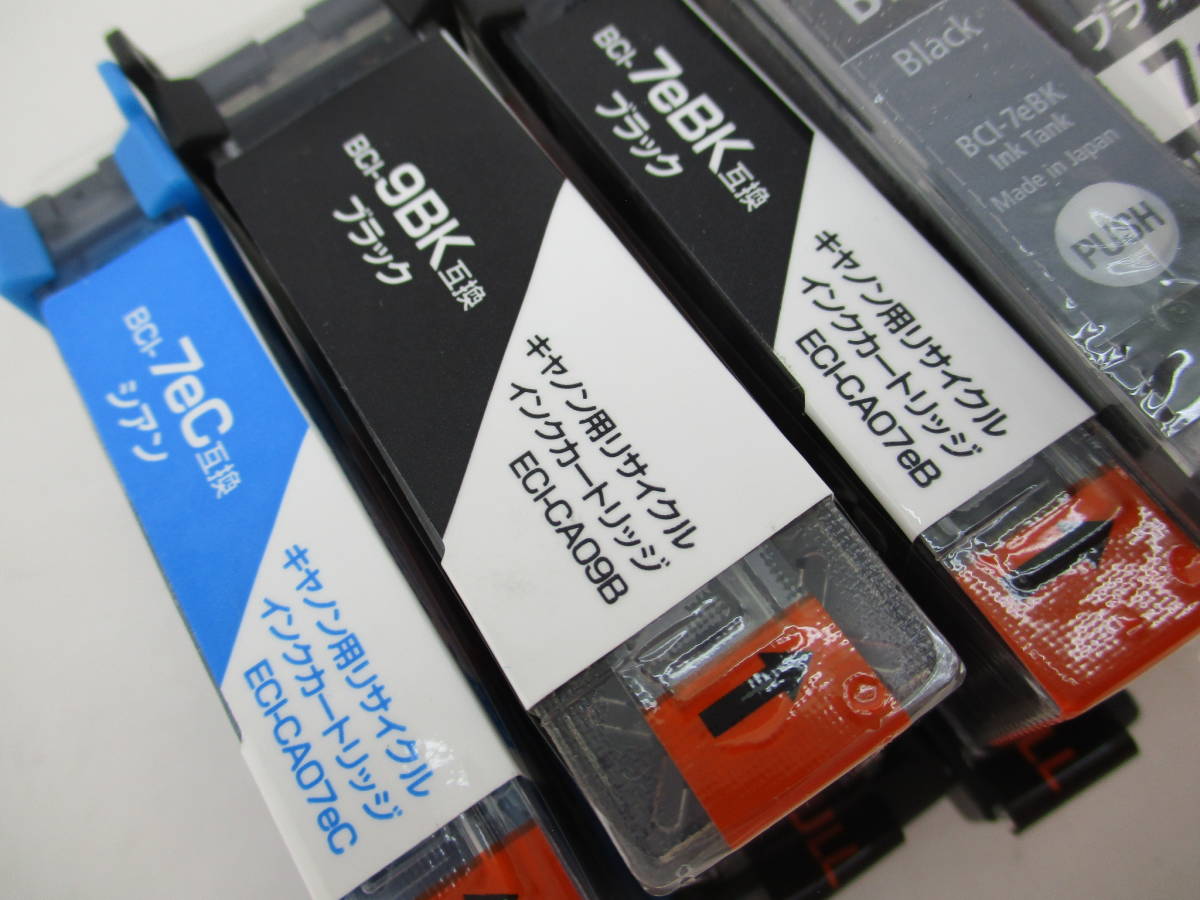 BCI-7eC互換
シアン
キヤノン用リサイクル
インクカートリッジ
ECI-CA07eC
BCI-9BK互換
ブラック
キヤノン用リサイクル
インクカートリッジ
ECI-CA09B
BCI-7eBK互換
ブラック
キヤノン用リサイクル
インクカートリッジ
ECI-CA07eB
Black
BCI-7eBK
Ink Tank
Made in Japan
PUSH